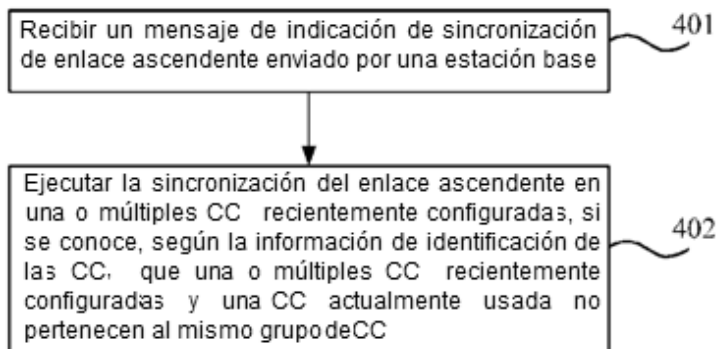 Recibir un mensaje de indicación de sincronización
de enlace ascendente enviado por una estación base
401
Ejecutar la sincronización del enlace ascendente en
una o múltiples CC recientemente configuradas, si
se conoce, según la información de identificación de
las CC, que una o múltiples CC recientemente
configuradas y una CC actualmente usada no
pertenecen al mismo grupo de CC
402